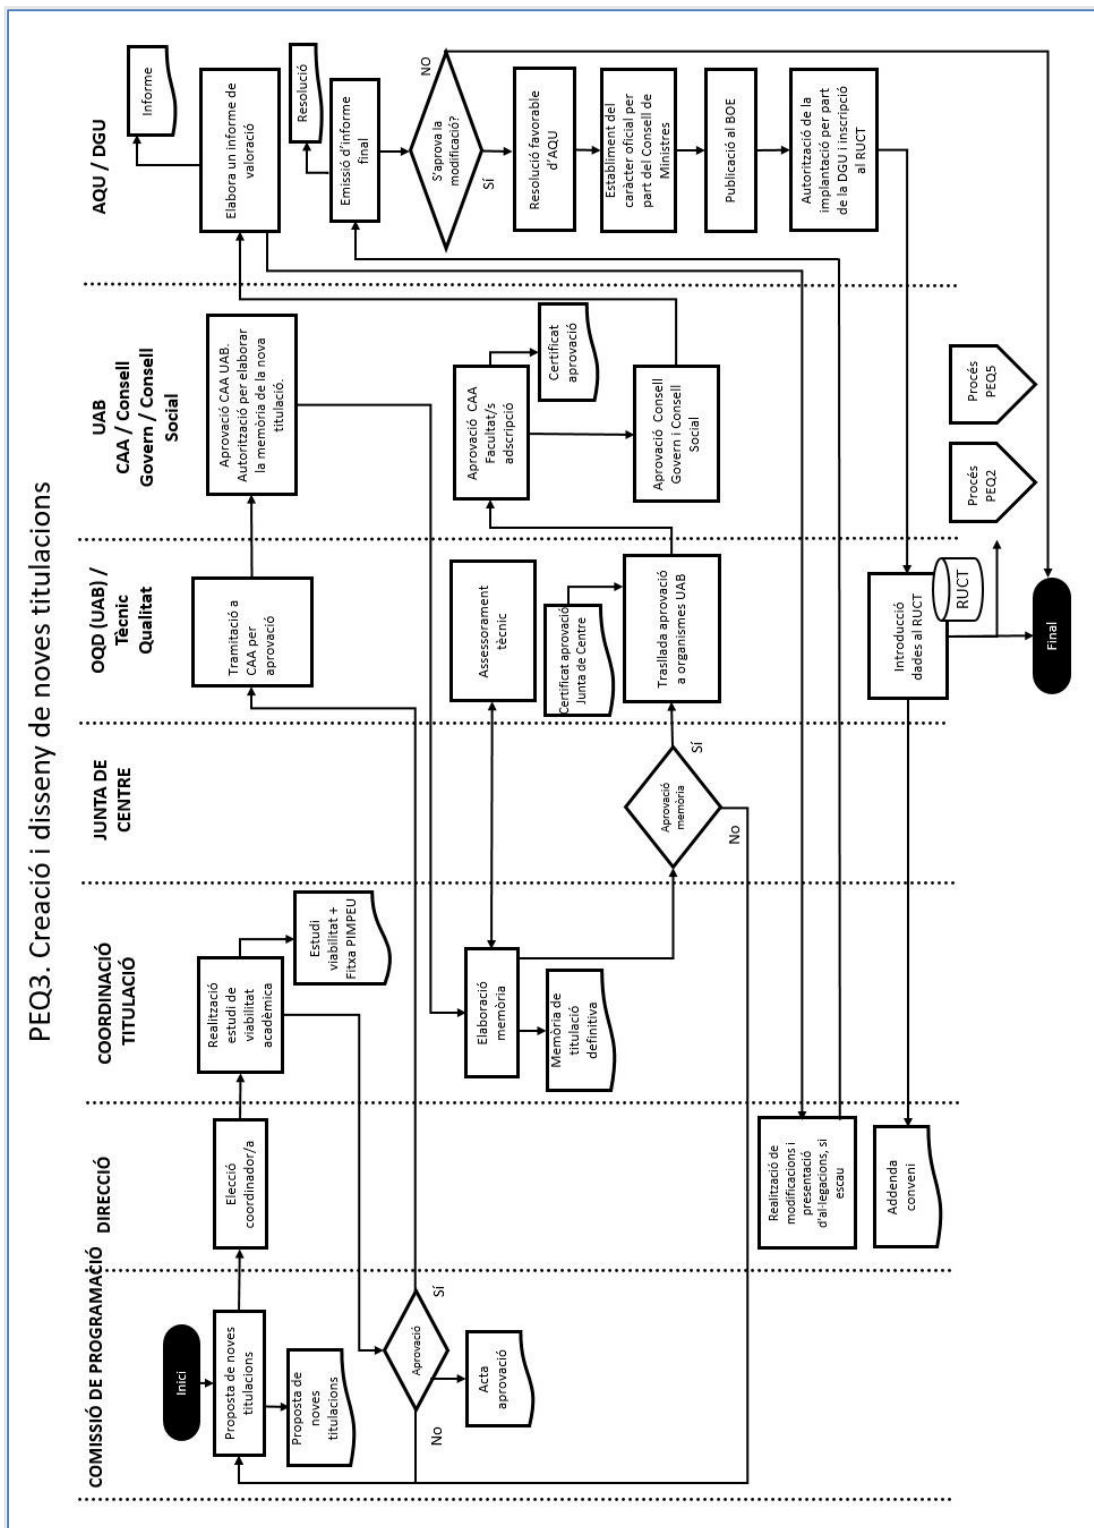 PEQ3. Creació i disseny de noves titulacions
COMISSIÓ DE PROGRAMACIÓ
DIRECCIÓ
COORDINACIÓ
TITULACIÓ
JUNTA DE
CENTRE
OQD (UAB) /
Tècnic
Qualitat
UAB
CAA / Consell
Govern / Consell
Social
AQU / DGU
Inici
Proposta de noves
titulacions
Proposta de
noves
titulacions
Elecció
coordinador/a
Realització
estudi de
viabilitat
acadèmica
Estudi
viabilitat +
Fitxa PIMPEU
Aprovació
Sí
No
Acta
aprovació
Tramitació a
CAA per
aprovació
Aprovació CAA UAB.
Autorització per elaborar
la memòria de la nova
titulació.
Elaboració
memòria
Memòria de
titulació
definitiva
Assessorament
tècnic
Aprovació
memòria
Sí
No
Certificat aprovació
Junta de Centre
Trasllada aprovació
a organismes UAB
Aprovació CAA
Facultat/s
adscripció
Certificat
aprovació
Aprovació Consell
Govern i Consell
Social
Elabora un informe de
valoració
Informe
Realització de
modificacions i
presentació
d'al·legacions, si
escau
Emissió d'informe
final
Resolució
S'aprova la
modificació?
NO
Sí
Resolució favorable
d'AQU
Establiment del
caràcter oficial per
part del Consell de
Ministres
Publicació al BOE
Autorització de la
implantació per part
de la DGU i inscripció
al RUCT
Introducció
dades al RUCT
RUCT
Addenda
conveni
Procés
PEQ2
Procés
PEQ5
Final